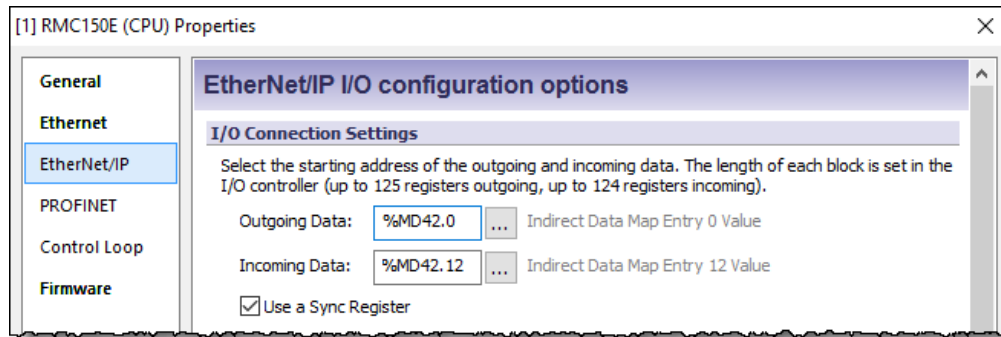 [1] RMC150E (CPU) Properties
General
Ethernet
EtherNet/IP
PROFINET
Control Loop
Firmware
EtherNet/IP I/O configuration options
I/O Connection Settings
Select the starting address of the outgoing and incoming data. The length of each block is set in the
I/O controller (up to 125 registers outgoing, up to 124 registers incoming).
Outgoing Data: %MD42.0 ... Indirect Data Map Entry 0 Value
Incoming Data: %MD42.12 ... Indirect Data Map Entry 12 Value
Use a Sync Register